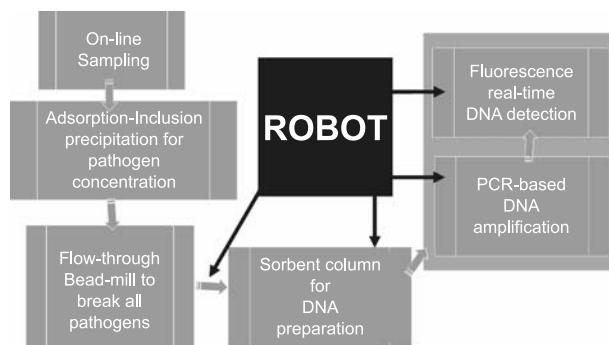 On-line
Sampling
Adsorption-Inclusion
precipitation for
pathogen
concentration
Flow-through
Bead-mill to
break all
pathogens
ROBOT
Sorbent column
for
DNA
preparation
PCR-based
DNA
amplification
Fluorescence
real-time
DNA detection